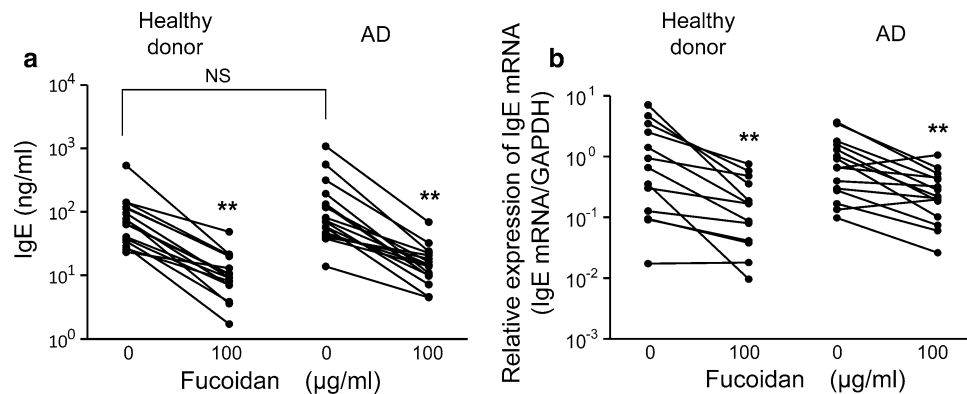 a
Healthy
donor
AD
NS
IgE (ng/ml)
10^4
10^3
10^2
10^1
10^0
**
**
0
100
0
100
Fucoidan (μg/ml)
b
Healthy
donor
AD
Relative expression of IgE mRNA
(IgE mRNA/GAPDH)
10^1
10^0
10^-1
10^-2
10^-3
**
**
0
100
0
100
Fucoidan (μg/ml)